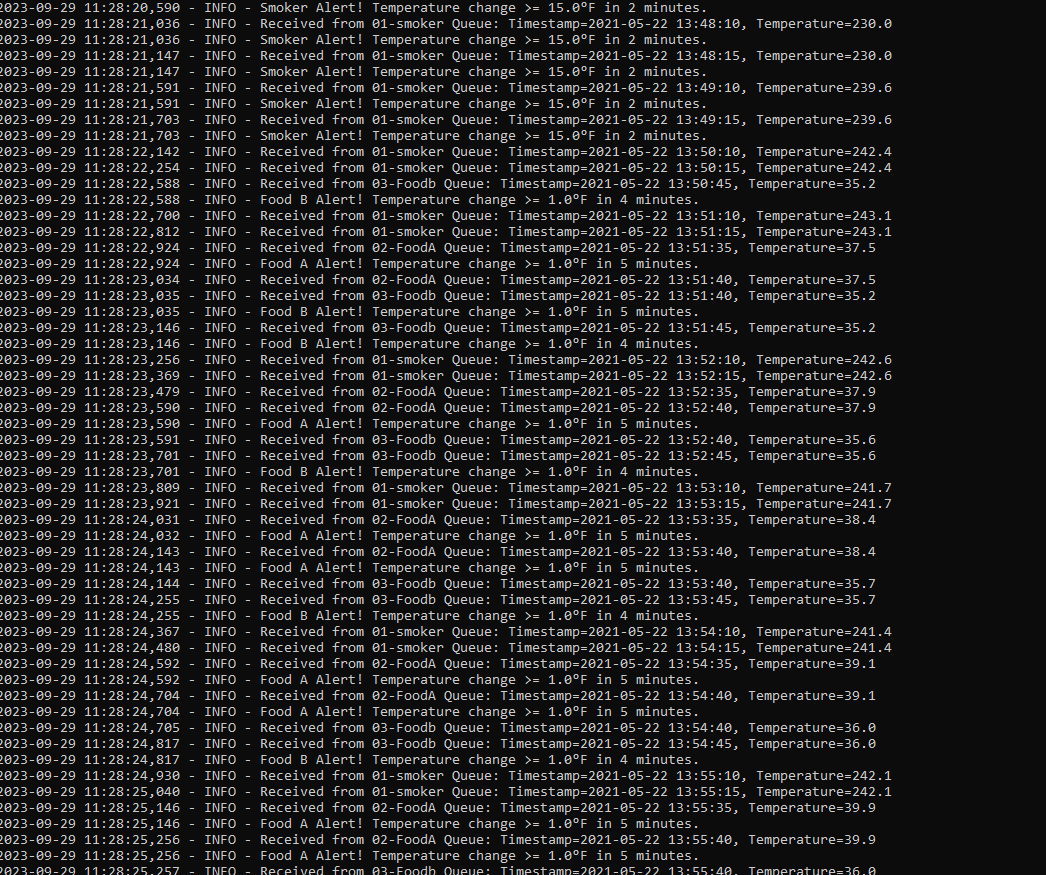 2023-09-29 11:28:20,590 - INFO - Smoker Alert! Temperature change >= 15.0°F in 2 minutes.
2023-09-29 11:28:21,036 - INFO - Received from 01-smoker Queue: Timestamp=2021-05-22 13:48:10, Temperature=230.0
2023-09-29 11:28:21,036 - INFO - Smoker Alert! Temperature change >= 15.0°F in 2 minutes.
2023-09-29 11:28:21,147 - INFO - Received from 01-smoker Queue: Timestamp=2021-05-22 13:48:15, Temperature=230.0
2023-09-29 11:28:21,147 - INFO - Smoker Alert! Temperature change >= 15.0°F in 2 minutes.
2023-09-29 11:28:21,591 - INFO - Received from 01-smoker Queue: Timestamp=2021-05-22 13:49:10, Temperature=239.6
2023-09-29 11:28:21,591 - INFO - Smoker Alert! Temperature change >= 15.0°F in 2 minutes.
2023-09-29 11:28:21,703 - INFO - Received from 01-smoker Queue: Timestamp=2021-05-22 13:49:15, Temperature=239.6
2023-09-29 11:28:21,703 - INFO - Smoker Alert! Temperature change >= 15.0°F in 2 minutes.
2023-09-29 11:28:22,142 - INFO - Received from 01-smoker Queue: Timestamp=2021-05-22 13:50:10, Temperature=242.4
2023-09-29 11:28:22,254 - INFO - Received from 01-smoker Queue: Timestamp=2021-05-22 13:50:15, Temperature=242.4
2023-09-29 11:28:22,588 - INFO - Received from 03-Foodb Queue: Timestamp=2021-05-22 13:50:45, Temperature=35.2
2023-09-29 11:28:22,588 - INFO - Food B Alert! Temperature change >= 1.0°F in 4 minutes.
2023-09-29 11:28:22,700 - INFO - Received from 01-smoker Queue: Timestamp=2021-05-22 13:51:10, Temperature=243.1
2023-09-29 11:28:22,812 - INFO - Received from 01-smoker Queue: Timestamp=2021-05-22 13:51:15, Temperature=243.1
2023-09-29 11:28:22,924 - INFO - Received from 02-FoodA Queue: Timestamp=2021-05-22 13:51:35, Temperature=37.5
2023-09-29 11:28:22,924 - INFO - Food A Alert! Temperature change >= 1.0°F in 5 minutes.
2023-09-29 11:28:23,034 - INFO - Received from 02-FoodA Queue: Timestamp=2021-05-22 13:51:40, Temperature=37.5
2023-09-29 11:28:23,035 - INFO - Received from 03-Foodb Queue: Timestamp=2021-05-22 13:51:40, Temperature=35.2
2023-09-29 11:28:23,035 - INFO - Food B Alert! Temperature change >= 1.0°F in 5 minutes.
2023-09-29 11:28:23,146 - INFO - Received from 03-Foodb Queue: Timestamp=2021-05-22 13:51:45, Temperature=35.2
2023-09-29 11:28:23,146 - INFO - Food B Alert! Temperature change >= 1.0°F in 4 minutes.
2023-09-29 11:28:23,256 - INFO - Received from 01-smoker Queue: Timestamp=2021-05-22 13:52:10, Temperature=242.6
2023-09-29 11:28:23,369 - INFO - Received from 01-smoker Queue: Timestamp=2021-05-22 13:52:15, Temperature=242.6
2023-09-29 11:28:23,479 - INFO - Received from 02-FoodA Queue: Timestamp=2021-05-22 13:52:35, Temperature=37.9
2023-09-29 11:28:23,590 - INFO - Received from 02-FoodA Queue: Timestamp=2021-05-22 13:52:40, Temperature=37.9
2023-09-29 11:28:23,590 - INFO - Food A Alert! Temperature change >= 1.0°F in 5 minutes.
2023-09-29 11:28:23,591 - INFO - Received from 03-Foodb Queue: Timestamp=2021-05-22 13:52:40, Temperature=35.6
2023-09-29 11:28:23,701 - INFO - Received from 03-Foodb Queue: Timestamp=2021-05-22 13:52:45, Temperature=35.6
2023-09-29 11:28:23,701 - INFO - Food B Alert! Temperature change >= 1.0°F in 4 minutes.
2023-09-29 11:28:23,809 - INFO - Received from 01-smoker Queue: Timestamp=2021-05-22 13:53:10, Temperature=241.7
2023-09-29 11:28:23,921 - INFO - Received from 01-smoker Queue: Timestamp=2021-05-22 13:53:15, Temperature=241.7
2023-09-29 11:28:24,031 - INFO - Received from 02-FoodA Queue: Timestamp=2021-05-22 13:53:35, Temperature=38.4
2023-09-29 11:28:24,032 - INFO - Food A Alert! Temperature change >= 1.0°F in 5 minutes.
2023-09-29 11:28:24,143 - INFO - Received from 02-FoodA Queue: Timestamp=2021-05-22 13:53:40, Temperature=38.4
2023-09-29 11:28:24,143 - INFO - Food A Alert! Temperature change >= 1.0°F in 5 minutes.
2023-09-29 11:28:24,144 - INFO - Received from 03-Foodb Queue: Timestamp=2021-05-22 13:53:40, Temperature=35.7
2023-09-29 11:28:24,255 - INFO - Received from 03-Foodb Queue: Timestamp=2021-05-22 13:53:45, Temperature=35.7
2023-09-29 11:28:24,255 - INFO - Food B Alert! Temperature change >= 1.0°F in 4 minutes.
2023-09-29 11:28:24,367 - INFO - Received from 01-smoker Queue: Timestamp=2021-05-22 13:54:10, Temperature=241.4
2023-09-29 11:28:24,480 - INFO - Received from 01-smoker Queue: Timestamp=2021-05-22 13:54:15, Temperature=241.4
2023-09-29 11:28:24,592 - INFO - Received from 02-FoodA Queue: Timestamp=2021-05-22 13:54:35, Temperature=39.1
2023-09-29 11:28:24,592 - INFO - Food A Alert! Temperature change >= 1.0°F in 5 minutes.
2023-09-29 11:28:24,704 - INFO - Received from 02-FoodA Queue: Timestamp=2021-05-22 13:54:40, Temperature=39.1
2023-09-29 11:28:24,704 - INFO - Food A Alert! Temperature change >= 1.0°F in 5 minutes.
2023-09-29 11:28:24,705 - INFO - Received from 03-Foodb Queue: Timestamp=2021-05-22 13:54:40, Temperature=36.0
2023-09-29 11:28:24,817 - INFO - Received from 03-Foodb Queue: Timestamp=2021-05-22 13:54:45, Temperature=36.0
2023-09-29 11:28:24,817 - INFO - Food B Alert! Temperature change >= 1.0°F in 4 minutes.
2023-09-29 11:28:24,930 - INFO - Received from 01-smoker Queue: Timestamp=2021-05-22 13:55:10, Temperature=242.1
2023-09-29 11:28:25,040 - INFO - Received from 01-smoker Queue: Timestamp=2021-05-22 13:55:15, Temperature=242.1
2023-09-29 11:28:25,146 - INFO - Received from 02-FoodA Queue: Timestamp=2021-05-22 13:55:35, Temperature=39.9
2023-09-29 11:28:25,146 - INFO - Food A Alert! Temperature change >= 1.0°F in 5 minutes.
2023-09-29 11:28:25,256 - INFO - Received from 02-FoodA Queue: Timestamp=2021-05-22 13:55:40, Temperature=39.9
2023-09-29 11:28:25,256 - INFO - Food A Alert! Temperature change >= 1.0°F in 5 minutes.
2023-09-29 11:28:25,257 - INFO - Received from 03-Foodb Queue: Timestamp=2021-05-22 13:55:40, Temperature=36.0